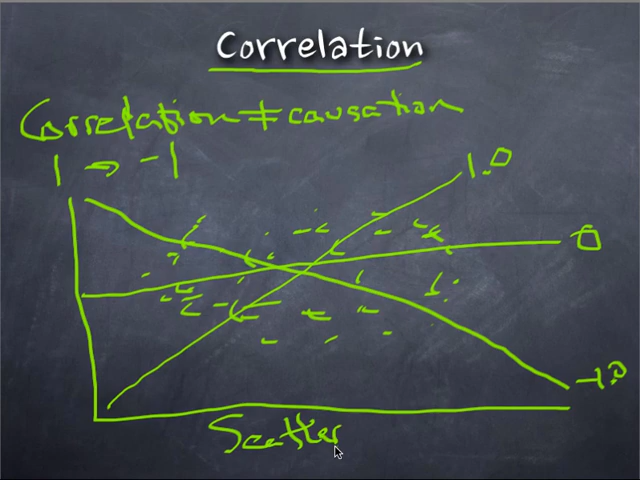 Correlation
Correlation ≠ causation
1 → -1
1.0
0
-1.0
Scatter